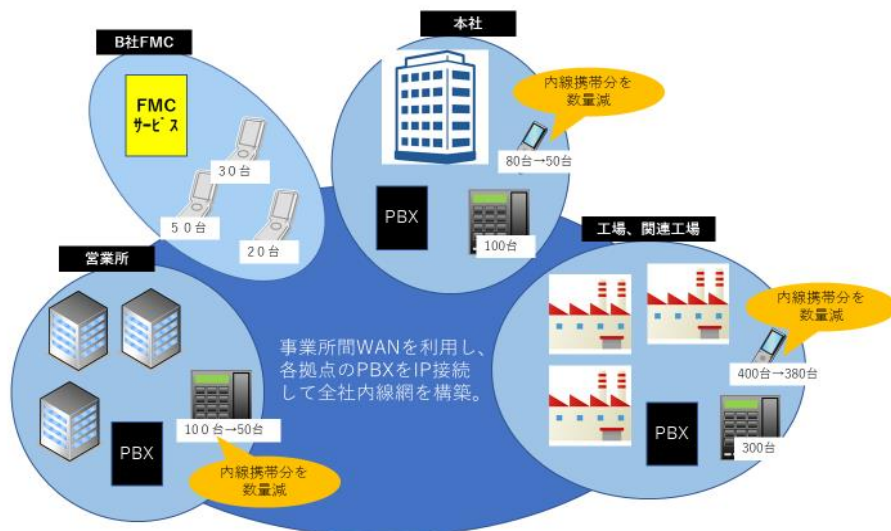 本社
B社FMC
FMC
サービス
内線携帯分を
数量減
30台
80台→50台
50台
PBX
100台
工場、関連工場
20台
営業所
内線携帯分を
数量減
事業所間WANを利用し、
各拠点のPBXをIP接続
して全社内線網を構築。
400台→380台
100台→50台
PBX
PBX
300台
内線携帯分を
数量減